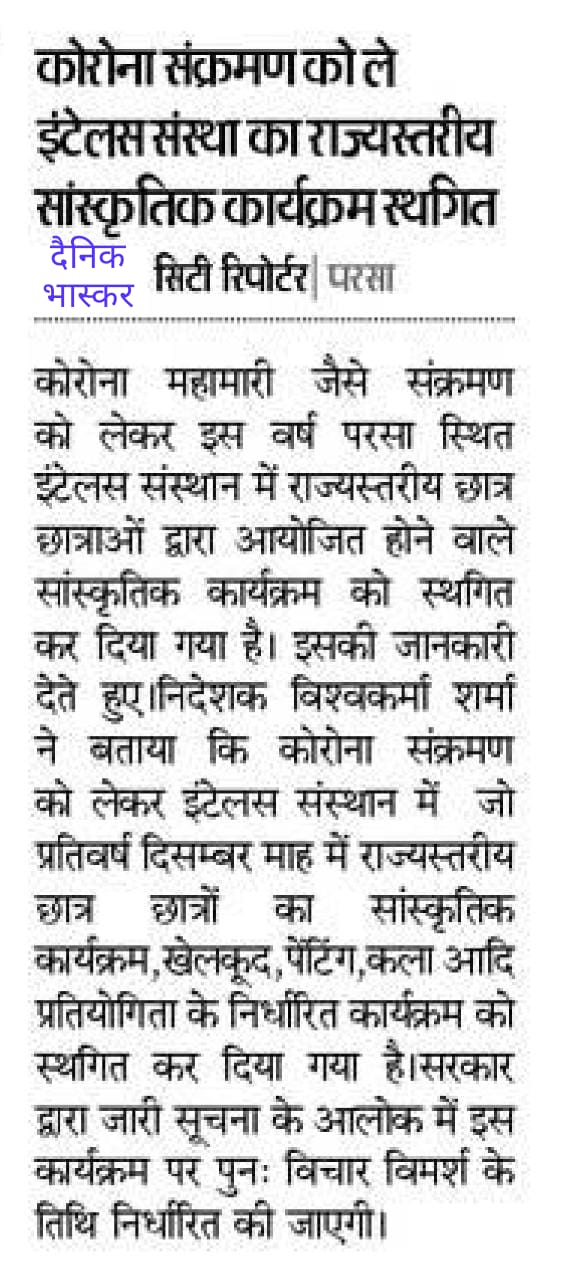 कोरोना संक्रमण को ले
इंटेलस संस्था का राज्यस्तरीय
सांस्कृतिक कार्यक्रम स्थगित
दैनिक
भास्कर
सिटी रिपोर्टर| परसा
कोरोना महामारी जैसे संक्रमण
को लेकर इस वर्ष परसा स्थित
इंटेलस संस्थान में राज्यस्तरीय छात्र
छात्राओं द्वारा आयोजित होने वाले
सांस्कृतिक कार्यक्रम को स्थगित
कर दिया गया है। इसकी जानकारी
देते हुए।निदेशक विश्वकर्मा शर्मा
ने बताया कि कोरोना संक्रमण
को लेकर इंटेलस संस्थान में जो
प्रतिवर्ष दिसम्बर माह में राज्यस्तरीय
छात्र छात्रों का सांस्कृतिक
कार्यक्रम,खेलकूद,पेंटिंग,कला आदि
प्रतियोगिता के निर्धारित कार्यक्रम को
स्थगित कर दिया गया है।सरकार
द्वारा जारी सूचना के आलोक में इस
कार्यक्रम पर पुनः विचार विमर्श के
तिथि निर्धारित की जाएगी।